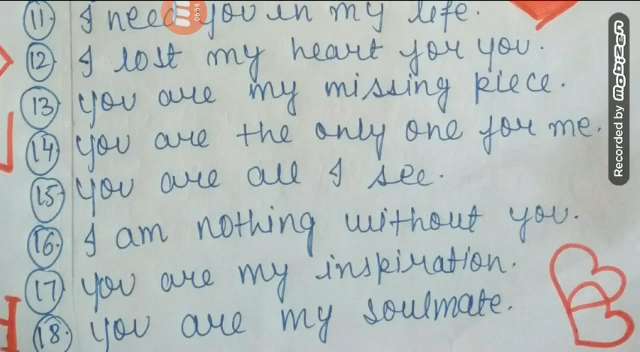 11. I need you in my life.
12. I lost my heart for you.
13. you are my missing piece.
14. you are the only one for me.
15. you are all I see.
16. I am nothing without you.
17. you are my inspiration.
18. you are my soulmate.
Recorded by mobizen